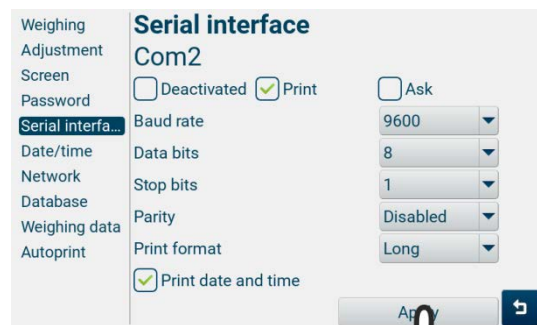 Weighing
Adjustment
Screen
Password
Serial interfa...
Date/time
Network
Database
Weighing data
Autoprint
Serial interface
Com2
Deactivated Print Ask
Baud rate 9600
Data bits 8
Stop bits 1
Parity Disabled
Print format Long
Print date and time